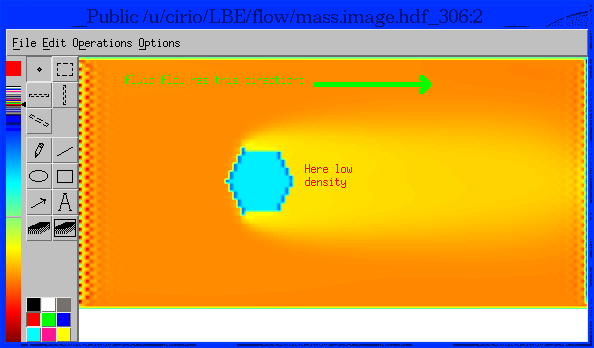 _Public /u/cirio/LBE/flow/mass.image.hdf_306:2
File Edit Operations Options
Here low
density
A